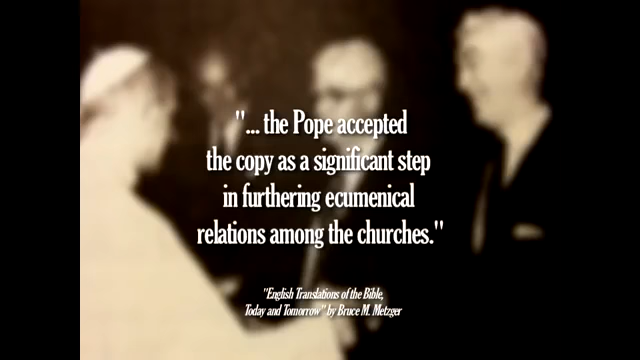 "... the Pope accepted
the copy as a significant step
in furthering ecumenical
relations among the churches."
"English Translations of the Bible,
Today and Tomorrow" by Bruce M. Metzger